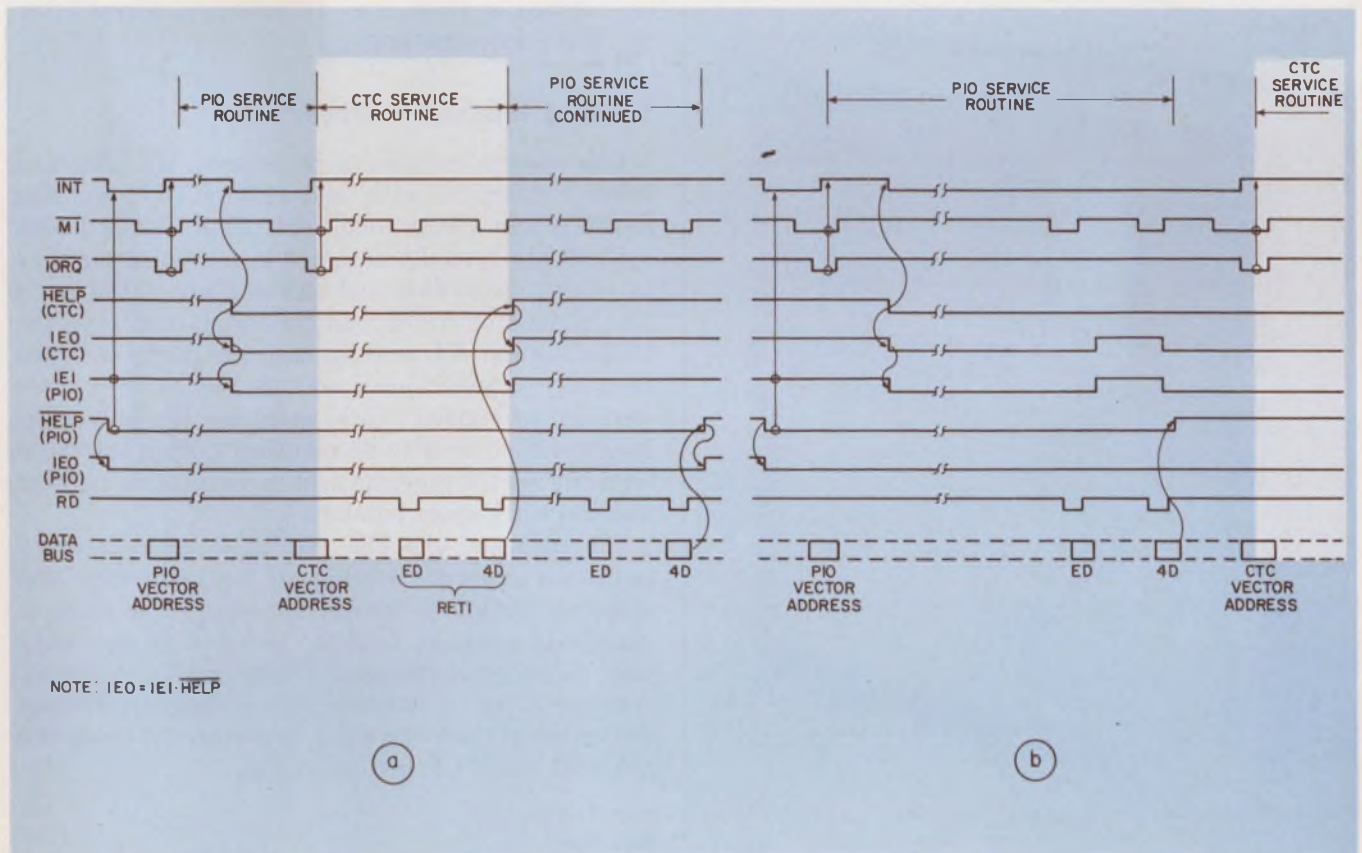 PIO SERVICE
ROUTINE
CTC SERVICE
ROUTINE
PIO SERVICE
ROUTINE
CONTINUED
INT
M1
IORQ
HELP
(CTC)
IEO
(CTC)
IEI
(PIO)
HELP
(PIO)
IEO
(PIO)
RD
DATA
BUS
PIO
VECTOR
ADDRESS
CTC
VECTOR
ADDRESS
ED
4D
RETI
ED
4D
NOTE: IEO=IEI·HELP
a
PIO SERVICE
ROUTINE
CTC
SERVICE
ROUTINE
PIO
VECTOR
ADDRESS
ED
4D
CTC
VECTOR
ADDRESS
b